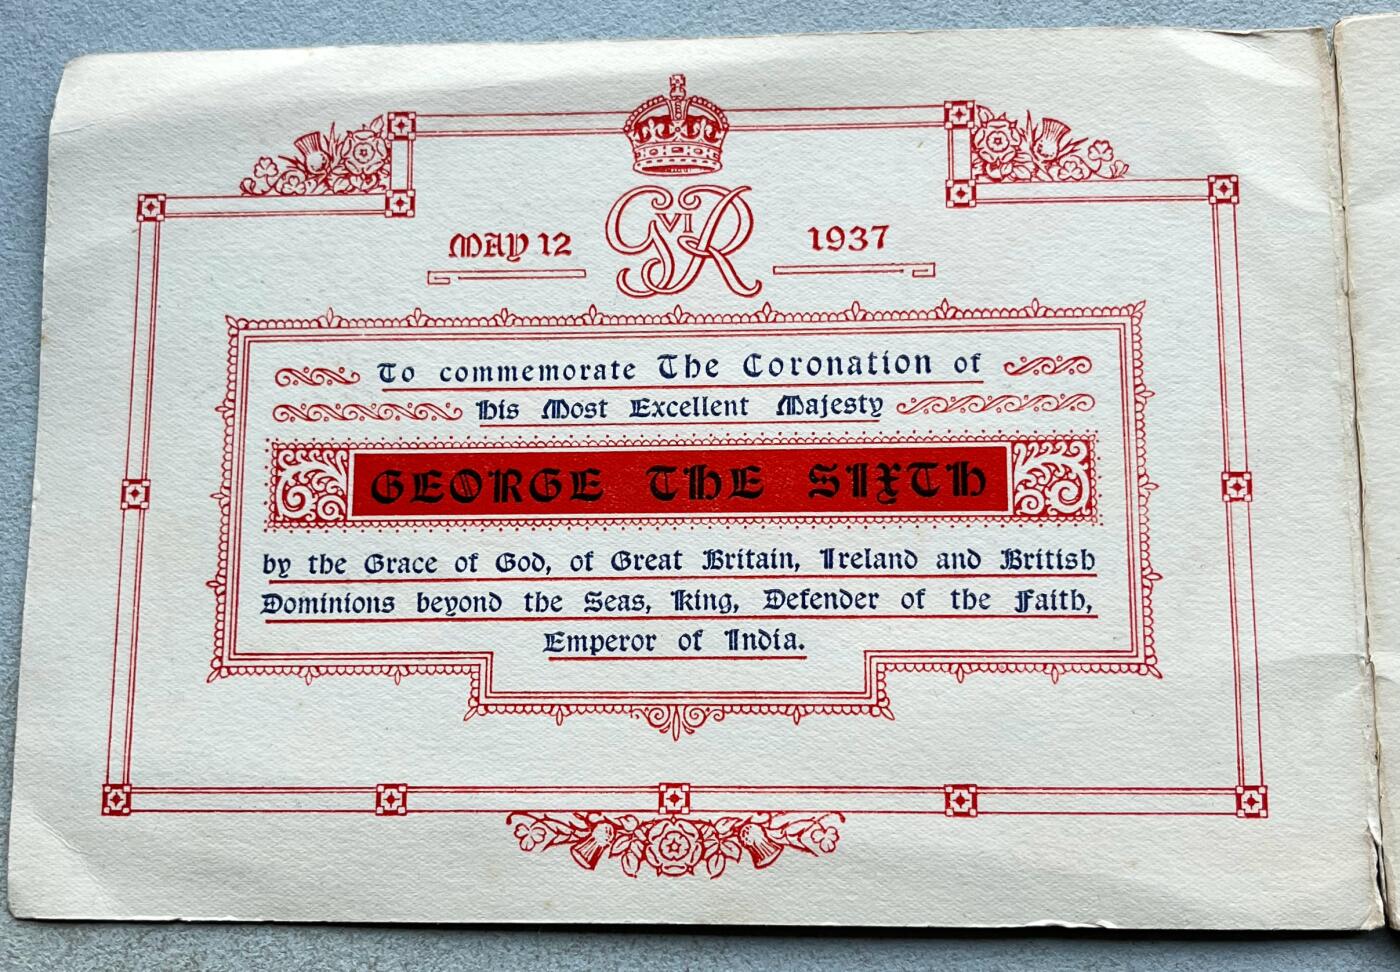 GVIR
MAY 12 1937
To commemorate The Coronation of
His Most Excellent Majesty
GEORGE THE SIXTH
by the Grace of God, of Great Britain, Ireland and British
Dominions beyond the Seas, King, Defender of the Faith,
Emperor of India.